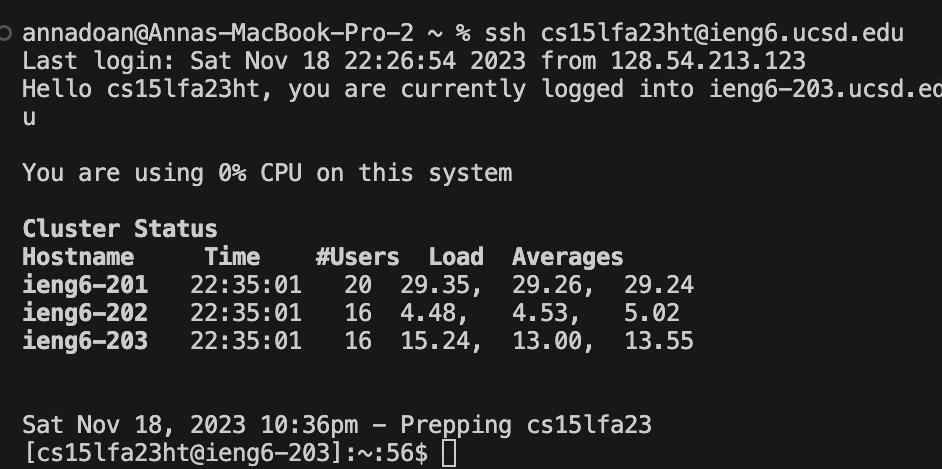 annadoan@Annas-MacBook-Pro-2 ~ % ssh cs15lfa23ht@ieng6.ucsd.edu
Last login: Sat Nov 18 22:26:54 2023 from 128.54.213.123
Hello cs15lfa23ht, you are currently logged into ieng6-203.ucsd.ed
u
You are using 0% CPU on this system
Cluster Status
Hostname     Time    #Users  Load  Averages
ieng6-201   22:35:01   20  29.35,  29.26,  29.24
ieng6-202   22:35:01   16  4.48,   4.53,   5.02
ieng6-203   22:35:01   16  15.24,  13.00,  13.55
Sat Nov 18, 2023 10:36pm - Prepping cs15lfa23
[cs15lfa23ht@ieng6-203]:~:56$